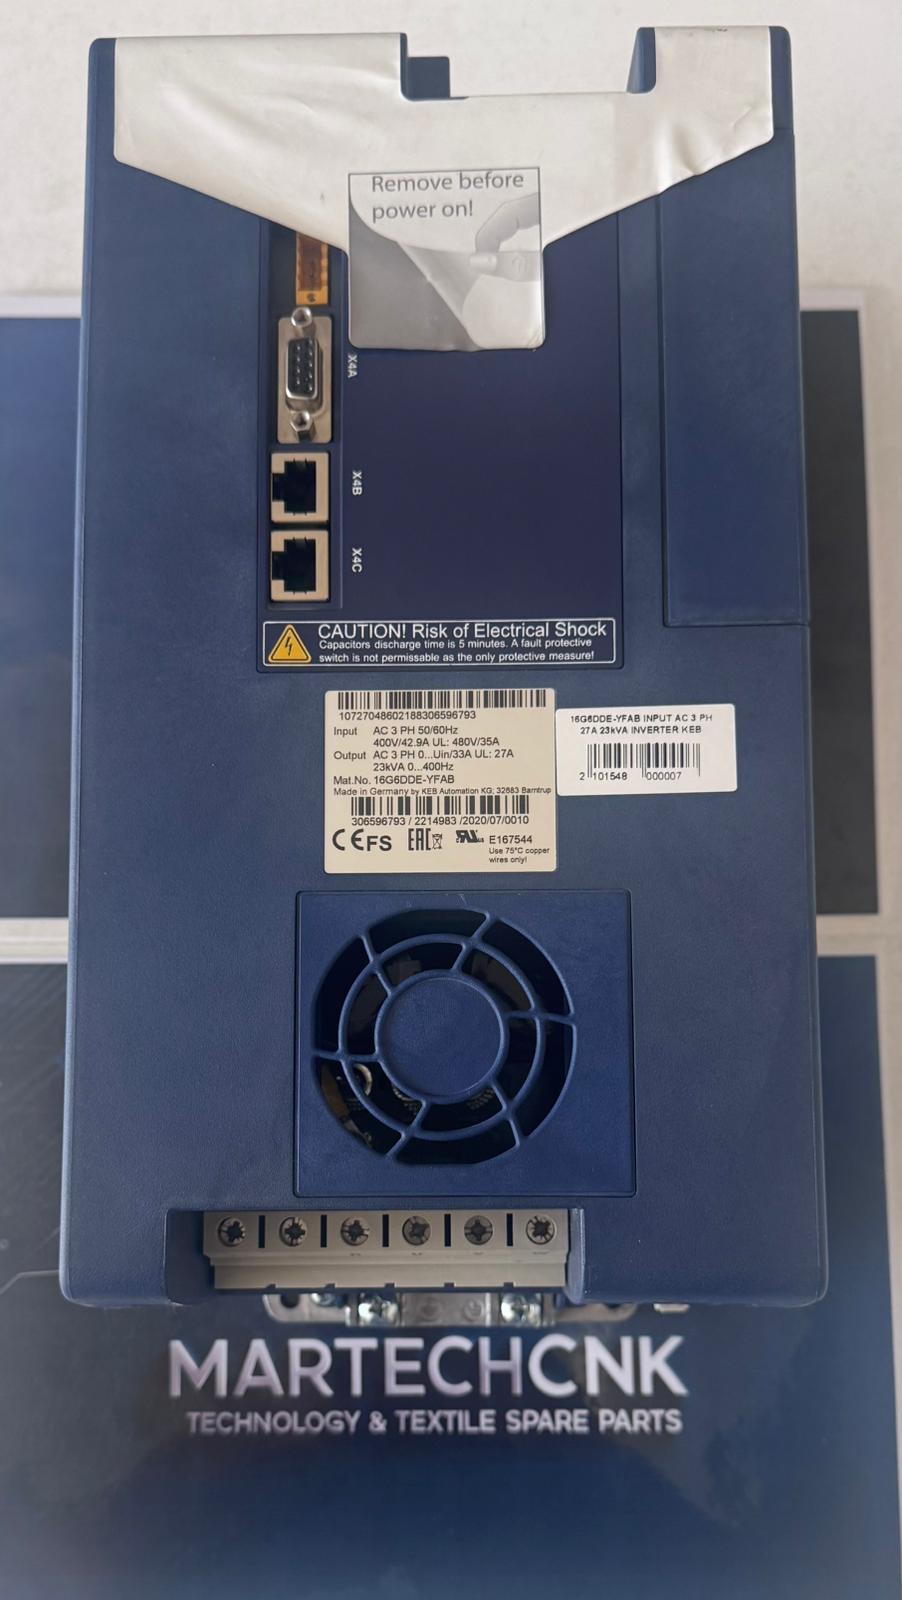 Remove before
power on!
X4A
X4B
X4C
CAUTION! Risk of Electrical Shock
Capacitors discharge time is 5 minutes. A fault protective
switch is not permissable as the only protective measure!
10727048602188306596793
Input AC 3 PH 50/60Hz
400V/42.9A UL: 480V/35A
Output AC 3 PH 0...Uin/33A UL: 27A
23kVA 0...400Hz
Mat.No. 16G6DDE-YFAB
Made in Germany by KEB Automation KG; 32683 Barntrup
306596793 / 2214983 /2020/07/0010
CE FS EAC E167544
Use 75°C copper
wires only!
16G6DDE-YFAB INPUT AC 3 PH
27A 23kVA INVERTER KEB
2 101548 000007
MARTECHCNK
TECHNOLOGY & TEXTILE SPARE PARTS